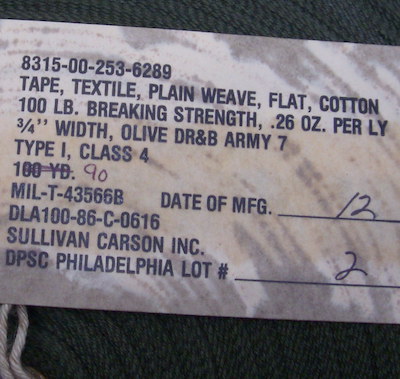 8315-00-253-6289
TAPE, TEXTILE, PLAIN WEAVE, FLAT, COTTON
100 LB. BREAKING STRENGTH, .26 OZ. PER LY
3/4" WIDTH, OLIVE DR&B ARMY 7
TYPE I, CLASS 4
100 YD. 90
MIL-T-43566B DATE OF MFG. 12
DLA100-86-C-0616
SULLIVAN CARSON INC.
DPSC PHILADELPHIA LOT # 2